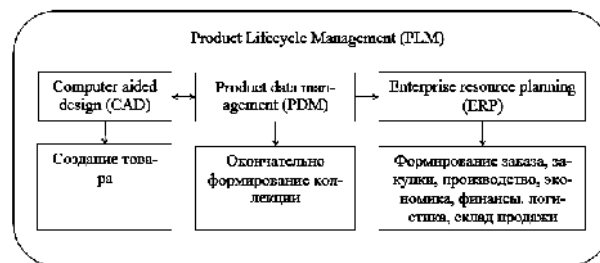 Product Lifecycle Management (PLM)
Computer aided
design (CAD)
Product data man-
agement (PDM)
Enterprise resource planning
(ERP)
Создание това-
ра
Окончательно
формирование кол-
лекции
Формирование заказа, за-
купки, производство, эко-
номика, финансы. логи-
стика, склад продажи